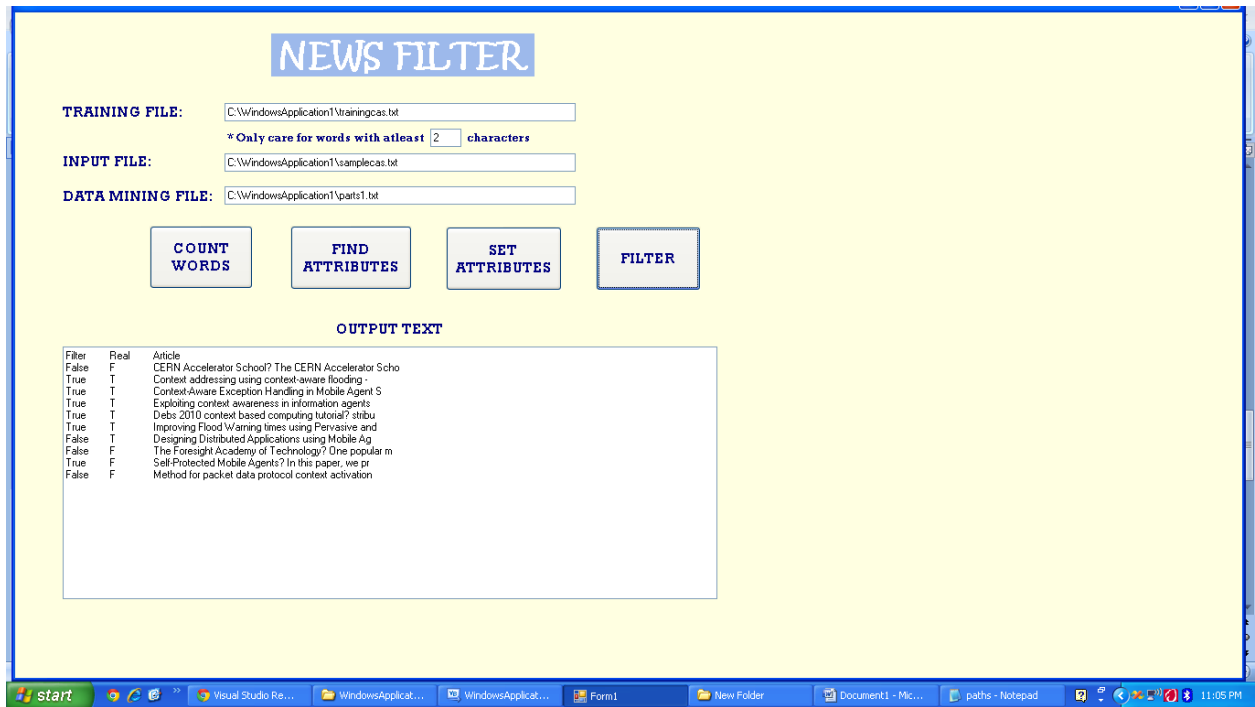 NEWS FILTER
TRAINING FILE: C:\WindowsApplication1\trainingcas.txt
* Only care for words with atleast 2 characters
INPUT FILE: C:\WindowsApplication1\samplecas.txt
DATA MINING FILE: C:\WindowsApplication1\parts1.txt
COUNT WORDS
FIND ATTRIBUTES
SET ATTRIBUTES
FILTER
OUTPUT TEXT
Filter Real Article
False F CERN Accelerator School? The CERN Accelerator Scho
True T Context addressing using context-aware flooding -
True T Context-Aware Exception Handling in Mobile Agent S
True T Exploiting context awareness in information agents
True T Debs 2010 context based computing tutorial? stribu
True T Improving Flood Warning times using Pervasive and
False T Designing Distributed Applications using Mobile Ag
False F The Foresight Academy of Technology? One popular m
True F Self-Protected Mobile Agents? In this paper, we pr
False F Method for packet data protocol context activation
start
Visual Studio Re...
WindowsApplicat...
WindowsApplicat...
Form1
New Folder
Document1 - Mic...
paths - Notepad
11:05 PM